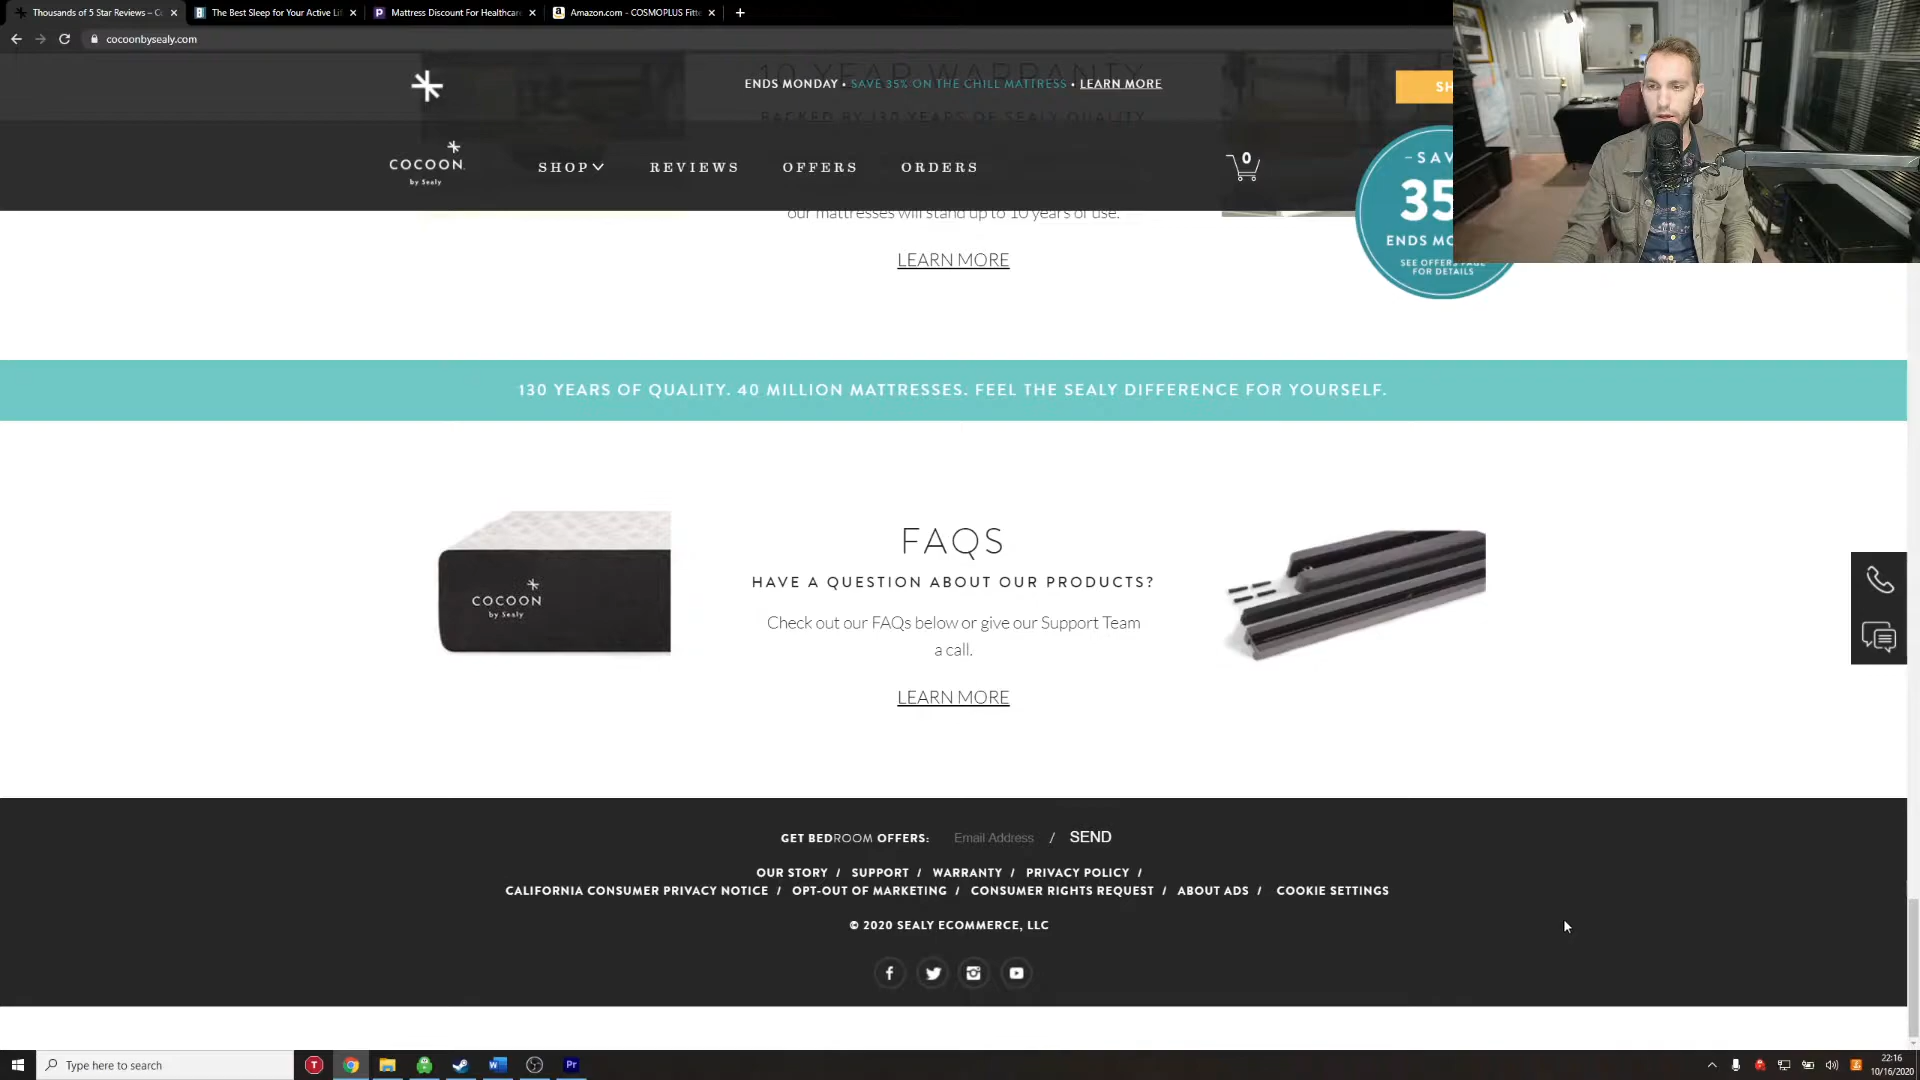 Thousands of 5 Star Reviews – C
The Best Sleep for Your Active Li
Mattress Discount For Healthcare
Amazon.com - COSMOPLUS Fitte
cocoonbysealy.com
10 YEAR WARRANTY
ENDS MONDAY • SAVE 35% ON THE CHILL MATTRESS • LEARN MORE
SH
BACKED BY 130 YEARS OF SEALY QUALITY
COCOON
by Sealy
SHOP
REVIEWS
OFFERS
ORDERS
0
–SAV
35
ENDS MO
SEE OFFERS PAGE
FOR DETAILS
our mattresses will stand up to 10 years of use.
LEARN MORE
130 YEARS OF QUALITY. 40 MILLION MATTRESSES. FEEL THE SEALY DIFFERENCE FOR YOURSELF.
COCOON
by Sealy
FAQS
HAVE A QUESTION ABOUT OUR PRODUCTS?
Check out our FAQs below or give our Support Team
a call.
LEARN MORE
GET BEDROOM OFFERS: Email Address / SEND
OUR STORY / SUPPORT / WARRANTY / PRIVACY POLICY /
CALIFORNIA CONSUMER PRIVACY NOTICE / OPT-OUT OF MARKETING / CONSUMER RIGHTS REQUEST / ABOUT ADS / COOKIE SETTINGS
© 2020 SEALY ECOMMERCE, LLC
Type here to search
22:16
10/16/2020